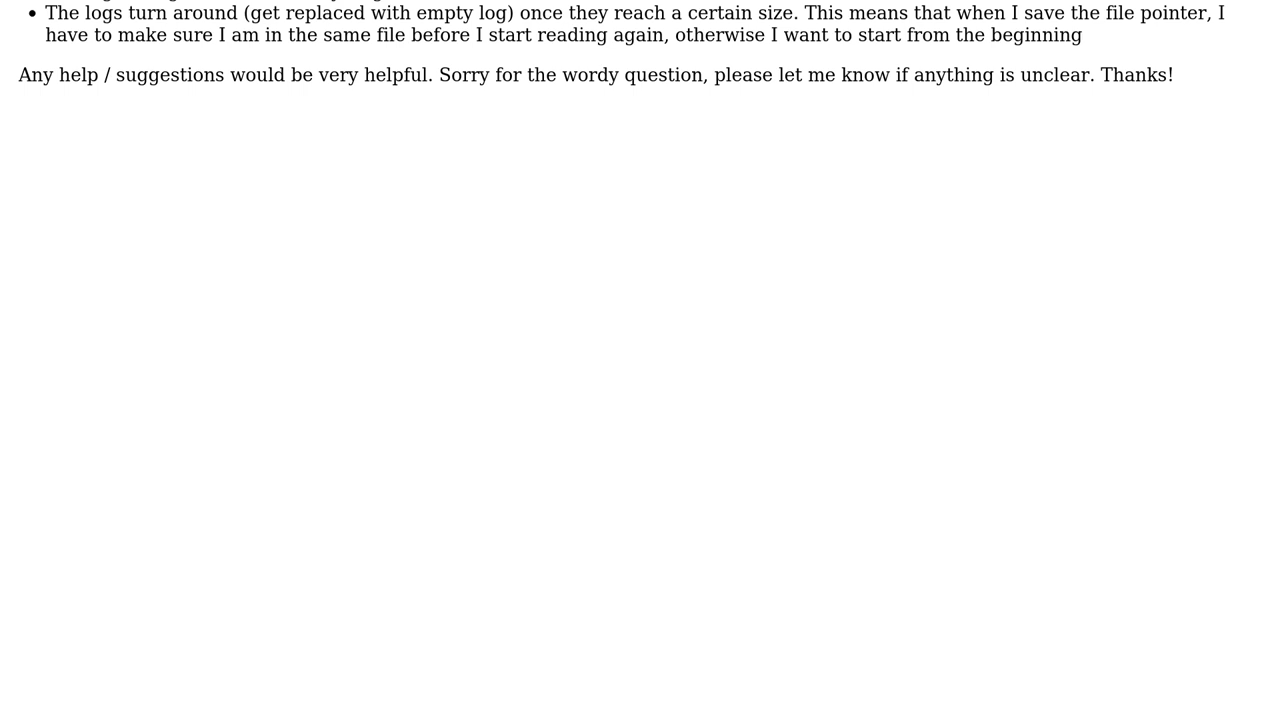 The logs turn around (get replaced with empty log) once they reach a certain size. This means that when I save the file pointer, I
have to make sure I am in the same file before I start reading again, otherwise I want to start from the beginning
Any help / suggestions would be very helpful. Sorry for the wordy question, please let me know if anything is unclear. Thanks!